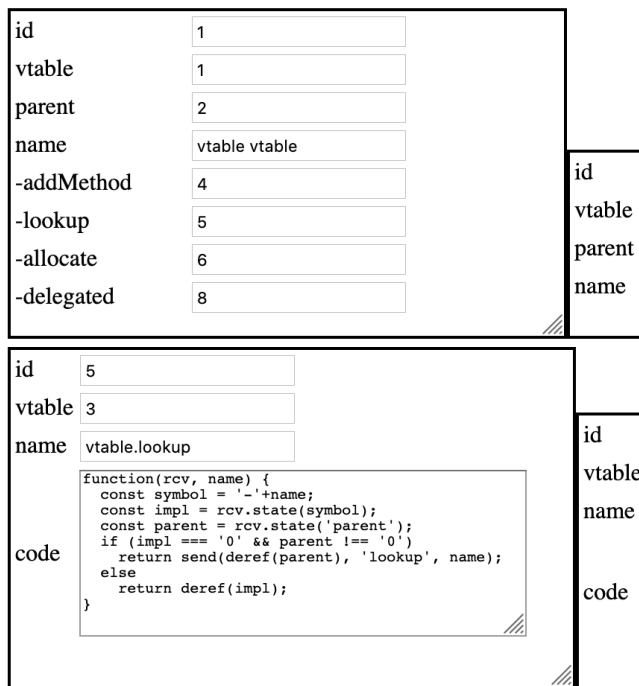 id 1
vtable 1
parent 2
name vtable vtable
-addMethod 4
-lookup 5
-allocate 6
-delegated 8
id
vtable
parent
name
id 5
vtable 3
name vtable.lookup
code
function(rcv, name) {
  const symbol = '-'+name;
  const impl = rcv.state(symbol);
  const parent = rcv.state('parent');
  if (impl === '0' && parent !== '0')
    return send(deref(parent), 'lookup', name);
  else
    return deref(impl);
}
id
vtable
name
code